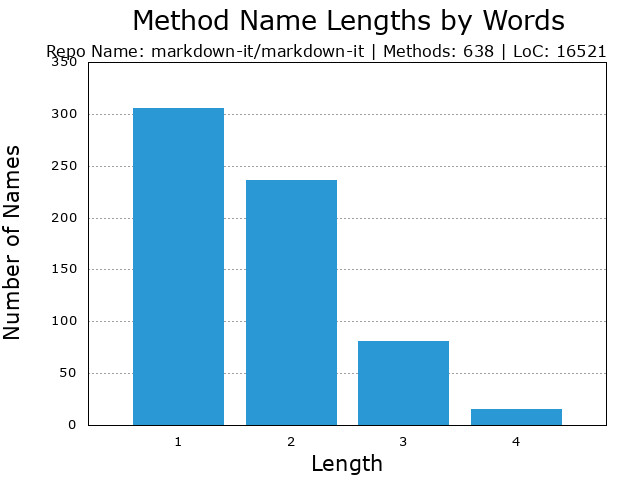 Method Name Lengths by Words
Repo Name: markdown-it/markdown-it | Methods: 638 | LoC: 16521
350
300
250
200
150
100
50
0
Number of Names
1 2 3 4
Length